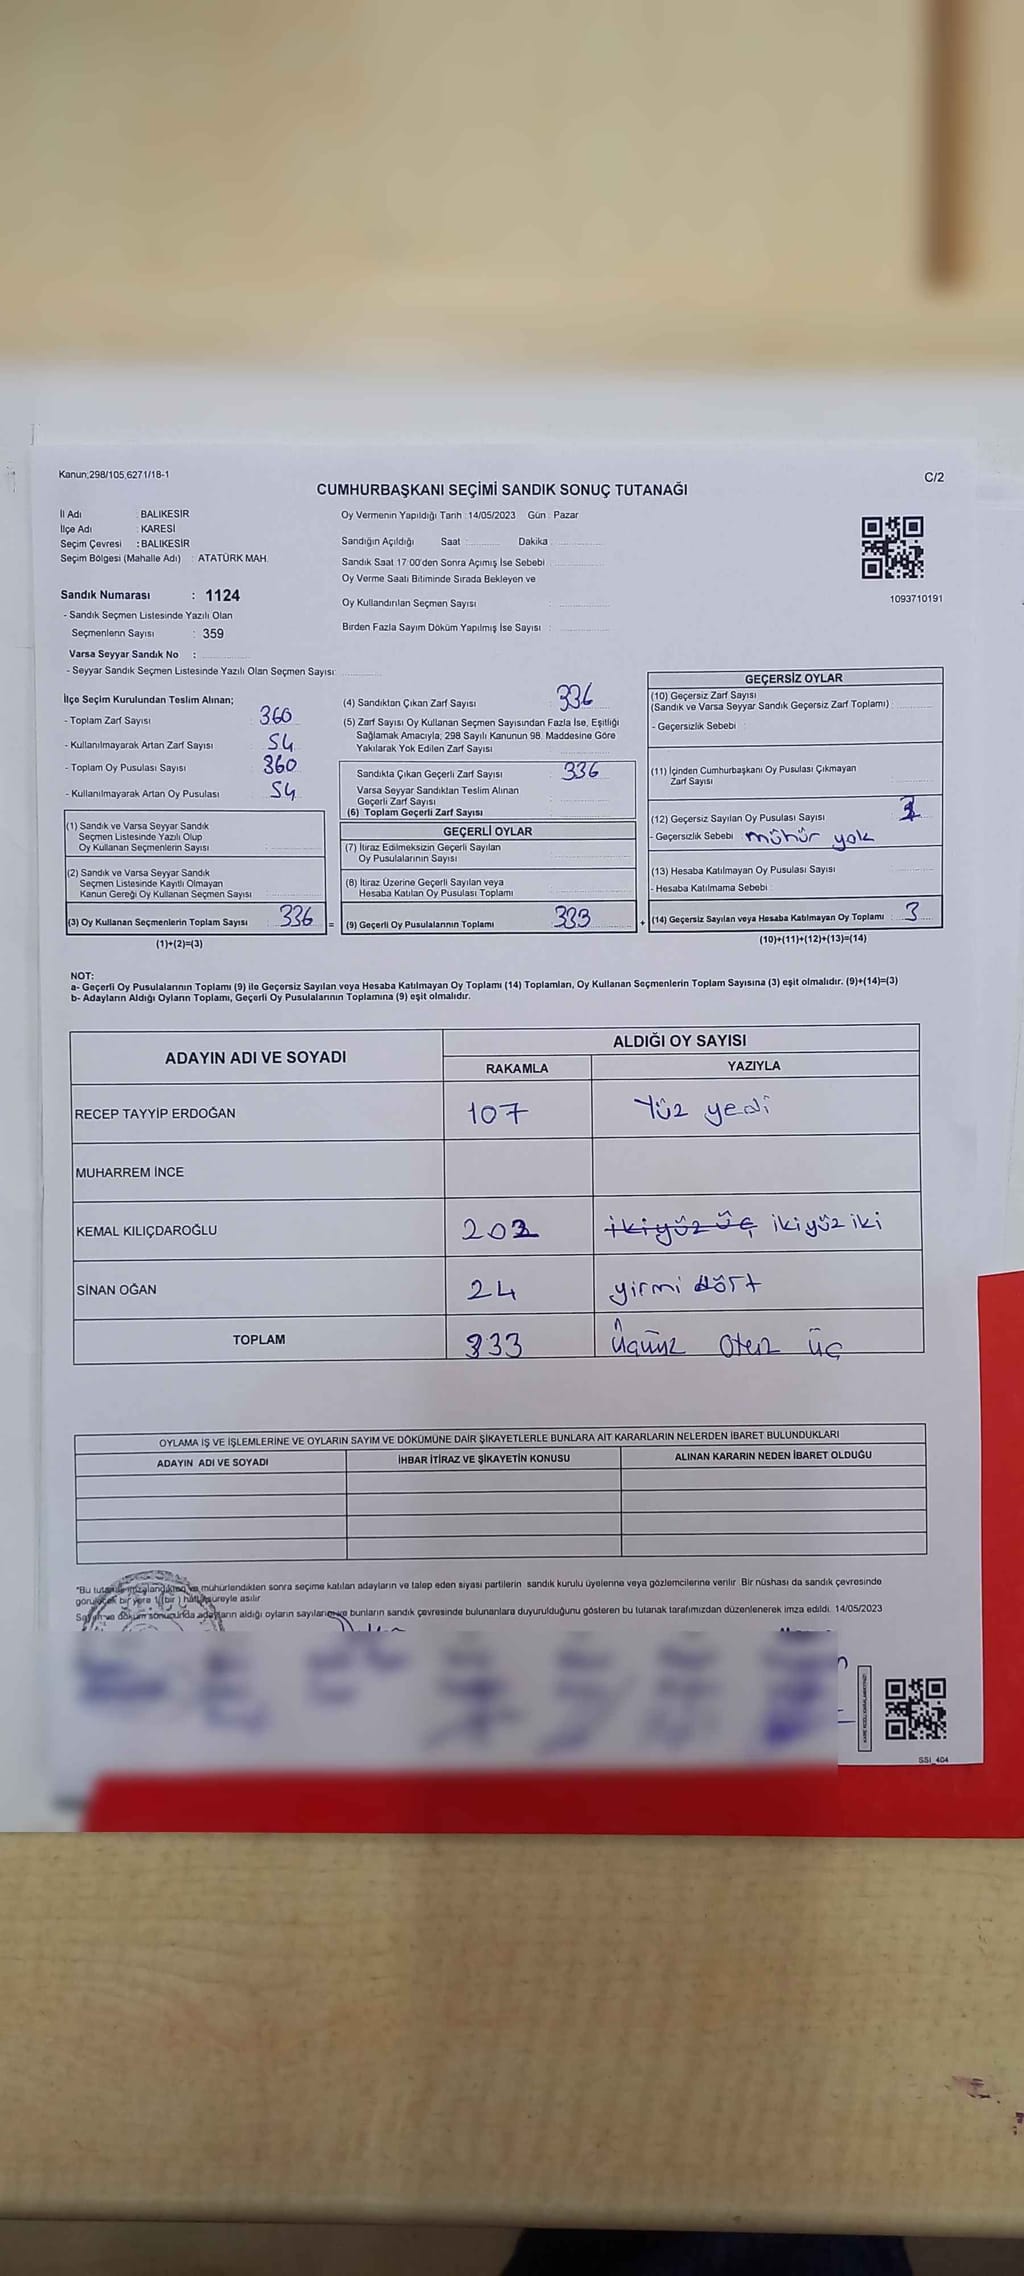 Kanun;298/105,6271/18-1
C/2
CUMHURBAŞKANI SEÇİMİ SANDIK SONUÇ TUTANAĞI
İl Adı : BALIKESİR
İlçe Adı : KARESİ
Seçim Çevresi : BALIKESİR
Seçim Bölgesi (Mahalle Adı) : ATATÜRK MAH.
Sandık Numarası : 1124
- Sandık Seçmen Listesinde Yazılı Olan
Seçmenlerin Sayısı : 359
Varsa Seyyar Sandık No :
- Seyyar Sandık Seçmen Listesinde Yazılı Olan Seçmen Sayısı:
Oy Vermenin Yapıldığı Tarih : 14/05/2023 Gün : Pazar
Sandığın Açıldığı Saat : Dakika :
Sandık Saat 17:00'den Sonra Açımış İse Sebebi
Oy Verme Saati Bitiminde Sırada Bekleyen ve
Oy Kullandırılan Seçmen Sayısı :
Birden Fazla Sayım Döküm Yapılmış İse Sayısı :
1093710191
İlçe Seçim Kurulundan Teslim Alınan;
- Toplam Zarf Sayısı 360
- Kullanılmayarak Artan Zarf Sayısı 54
- Toplam Oy Pusulası Sayısı 360
- Kullanılmayarak Artan Oy Pusulası 54
(1) Sandık ve Varsa Seyyar Sandık
Seçmen Listesinde Yazılı Olup
Oy Kullanan Seçmenlerin Sayısı
(2) Sandık ve Varsa Seyyar Sandık
Seçmen Listesinde Kayıtlı Olmayan
Kanun Gereği Oy Kullanan Seçmen Sayısı
(3) Oy Kullanan Seçmenlerin Toplam Sayısı : 336 =
(1)+(2)=(3)
(4) Sandıktan Çıkan Zarf Sayısı : 336
(5) Zarf Sayısı Oy Kullanan Seçmen Sayısından Fazla İse, Eşitliği
Sağlamak Amacıyla; 298 Sayılı Kanunun 98. Maddesine Göre
Yakılarak Yok Edilen Zarf Sayısı
Sandıkta Çıkan Geçerli Zarf Sayısı : 336
Varsa Seyyar Sandıktan Teslim Alınan
Geçerli Zarf Sayısı
(6) Toplam Geçerli Zarf Sayısı
GEÇERLİ OYLAR
(7) İtiraz Edilmeksizin Geçerli Sayılan
Oy Pusulalarının Sayısı
(8) İtiraz Üzerine Geçerli Sayılan veya
Hesaba Katılan Oy Pusulası Toplamı
(9) Geçerli Oy Pusulalarının Toplamı : 333 +
GEÇERSİZ OYLAR
(10) Geçersiz Zarf Sayısı
(Sandık ve Varsa Seyyar Sandık Geçersiz Zarf Toplamı)
- Geçersizlik Sebebi :
(11) İçinden Cumhurbaşkanı Oy Pusulası Çıkmayan
Zarf Sayısı
(12) Geçersiz Sayılan Oy Pusulası Sayısı
- Geçersizlik Sebebi : mühür yok
(13) Hesaba Katılmayan Oy Pusulası Sayısı
- Hesaba Katılmama Sebebi :
(14) Geçersiz Sayılan veya Hesaba Katılmayan Oy Toplamı : 3
(10)+(11)+(12)+(13)=(14)
NOT:
a- Geçerli Oy Pusulalarının Toplamı (9) ile Geçersiz Sayılan veya Hesaba Katılmayan Oy Toplamı (14) Toplamları, Oy Kullanan Seçmenlerin Toplam Sayısına (3) eşit olmalıdır. (9)+(14)=(3)
b- Adayların Aldığı Oyların Toplamı, Geçerli Oy Pusulalarının Toplamına (9) eşit olmalıdır.
ADAYIN ADI VE SOYADI
ALDIĞI OY SAYISI
RAKAMLA YAZIYLA
RECEP TAYYİP ERDOĞAN 107 Yüz yedi
MUHARREM İNCE
KEMAL KILIÇDAROĞLU 202 ikiyüz üç ikiyüz iki
SİNAN OĞAN 24 yirmi dört
TOPLAM 333 Üçyüz otuz üç
OYLAMA İŞ VE İŞLEMLERİNE VE OYLARIN SAYIM VE DÖKÜMÜNE DAİR ŞİKAYETLERLE BUNLARA AİT KARARLARIN NELERDEN İBARET BULUNDUKLARI
ADAYIN ADI VE SOYADI İHBAR İTİRAZ VE ŞİKAYETİN KONUSU ALINAN KARARIN NEDEN İBARET OLDUĞU
"Bu tutanak imzalandıktan ve mühürlendikten sonra seçime katılan adayların ve talep eden siyasi partilerin sandık kurulu üyelerine veya gözlemcilerine verilir. Bir nüshası da sandık çevresinde
görülecek bir yere 1 (bir) hafta süreyle asılır
Sayım ve döküm sonucunda adayların aldığı oyların sayıları ve bunların sandık çevresinde bulunanlara duyurulduğunu gösteren bu tutanak tarafımızdan düzenlenerek imza edildi. 14/05/2023
SSI_404